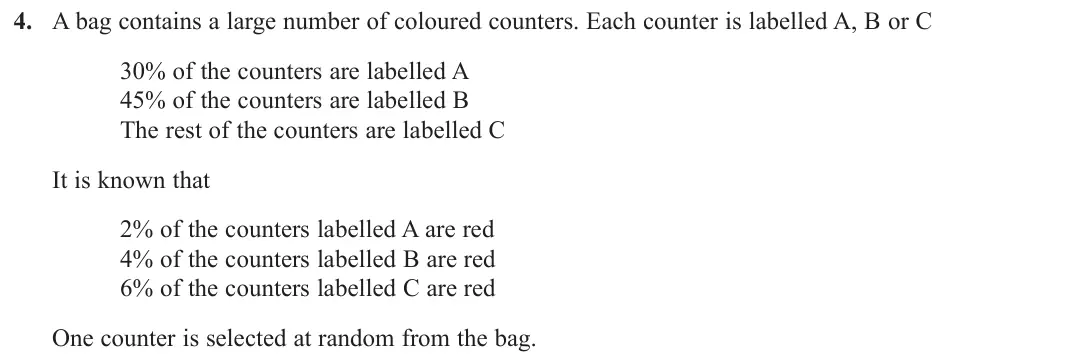 4. A bag contains a large number of coloured counters. Each counter is labelled A, B or C
30% of the counters are labelled A
45% of the counters are labelled B
The rest of the counters are labelled C
It is known that
2% of the counters labelled A are red
4% of the counters labelled B are red
6% of the counters labelled C are red
One counter is selected at random from the bag.